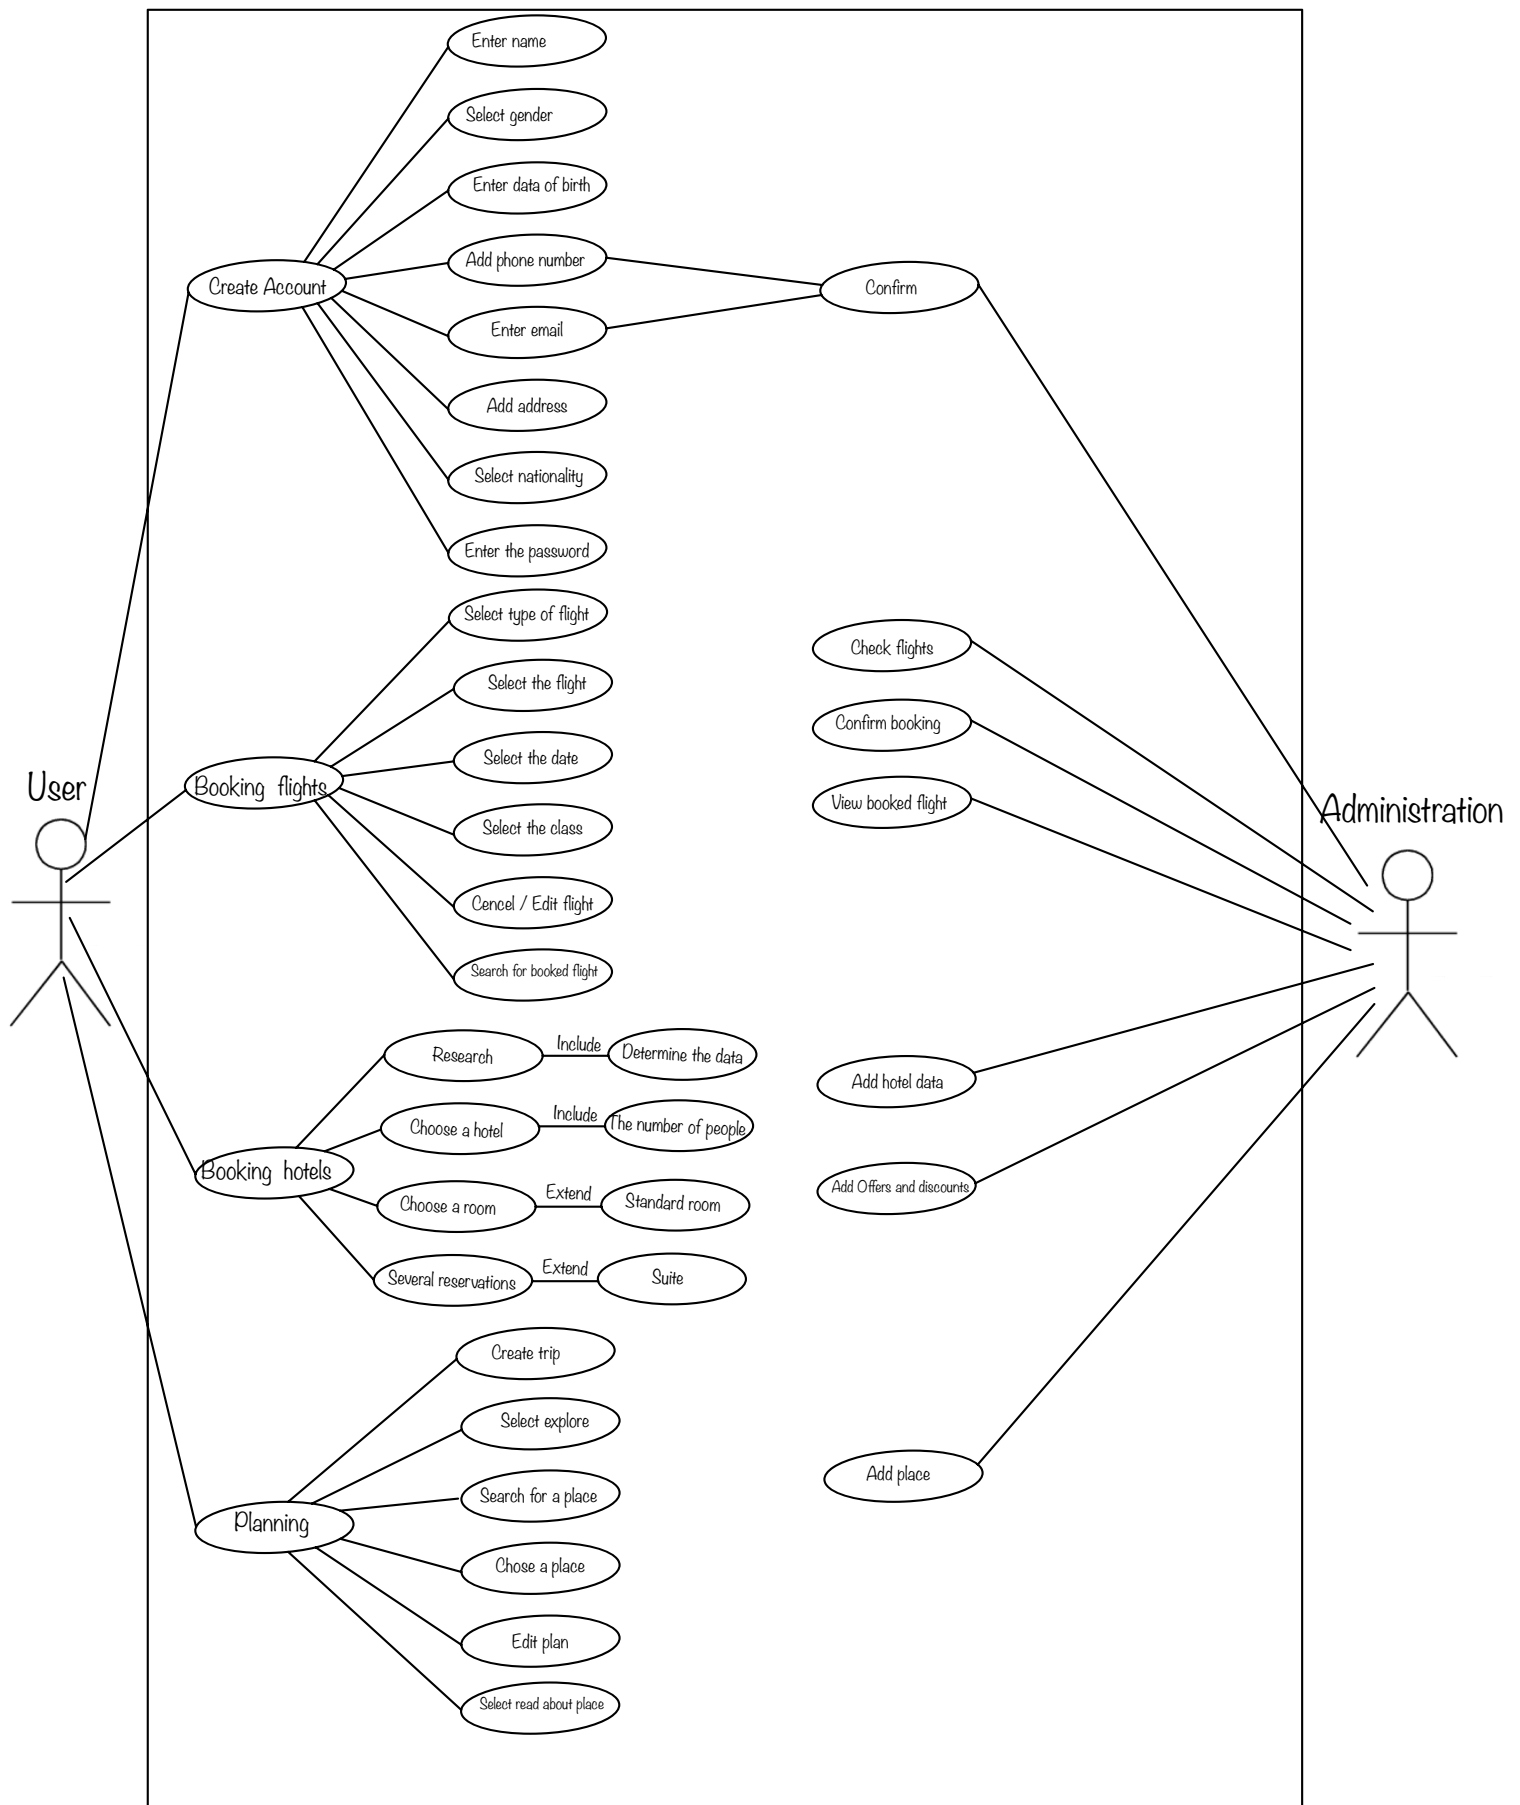 Enter name
Select gender
Enter data of birth
Add phone number
Create Account
Confirm
Enter email
Add address
Select nationality
Enter the password
Select type of flight
Check flights
Select the flight
Confirm booking
Select the date
User
Booking flights
View booked flight
Administration
Select the class
Cencel / Edit flight
Search for booked flight
Research
Include
Determine the data
Add hotel data
Choose a hotel
Include
The number of people
Booking hotels
Add Offers and discounts
Choose a room
Extend
Standard room
Several reservations
Extend
Suite
Create trip
Select explore
Add place
Search for a place
Planning
Chose a place
Edit plan
Select read about place